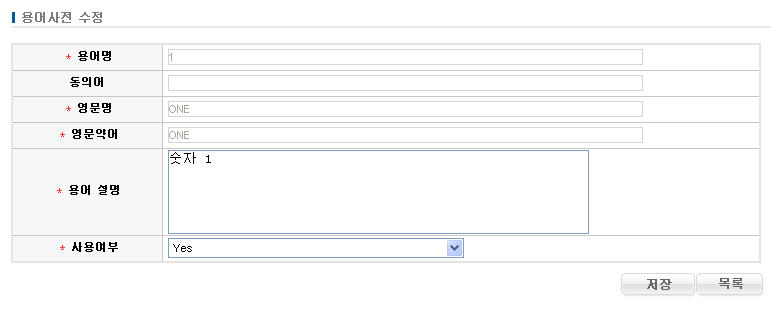 용어사전 수정
* 용어명 1
동의어
* 영문명 ONE
* 영문약어 ONE
* 용어 설명 숫자 1
* 사용여부 Yes
저장 목록